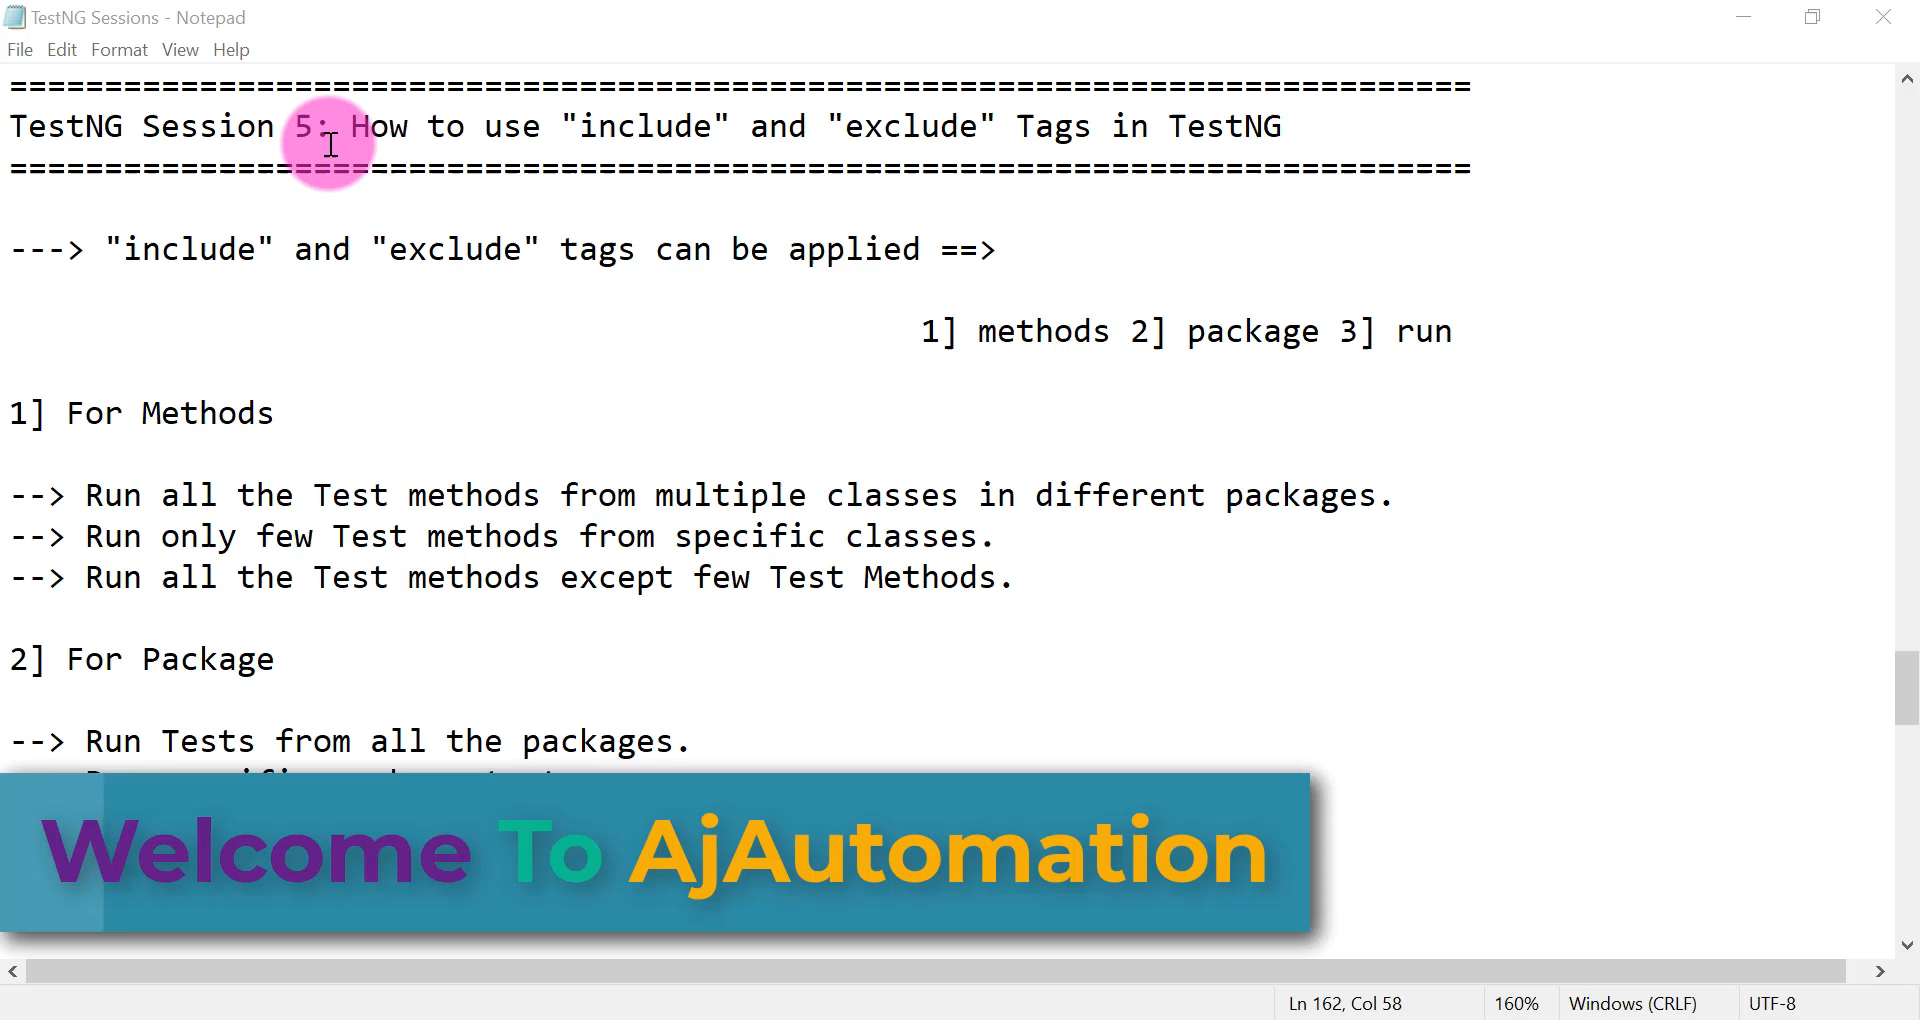 TestNG Sessions - Notepad
File Edit Format View Help
=============================================================================
TestNG Session 5: How to use "include" and "exclude" Tags in TestNG
=============================================================================
---> "include" and "exclude" tags can be applied ==>
1] methods 2] package 3] run
1] For Methods
--> Run all the Test methods from multiple classes in different packages.
--> Run only few Test methods from specific classes.
--> Run all the Test methods except few Test Methods.
2] For Package
--> Run Tests from all the packages.
Welcome To AjAutomation
Ln 162, Col 58 160% Windows (CRLF) UTF-8